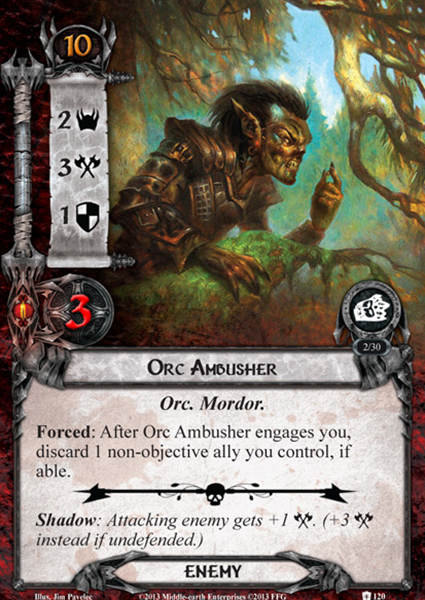 10
2
3
1
3
2/30
ORC AMBUSHER
Orc. Mordor.
Forced: After Orc Ambusher engages you,
discard 1 non-objective ally you control, if
able.
Shadow: Attacking enemy gets +1 . (+3
instead if undefended.)
ENEMY
Illus. Jim Pavelec ©2013 Middle-earth Enterprises ©2013 FFG 120